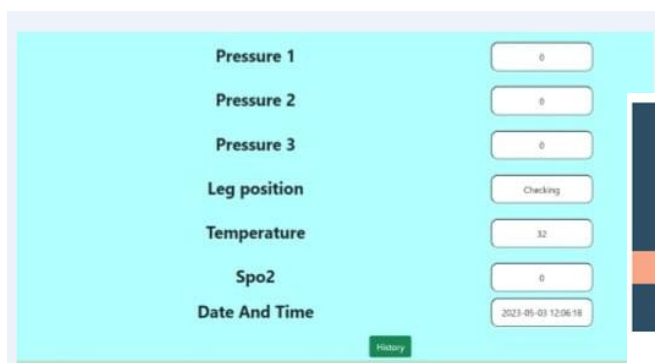 Pressure 1 0
Pressure 2 0
Pressure 3 0
Leg position Checking
Temperature 32
Spo2 0
Date And Time 2023-05-03 12:06:18
History